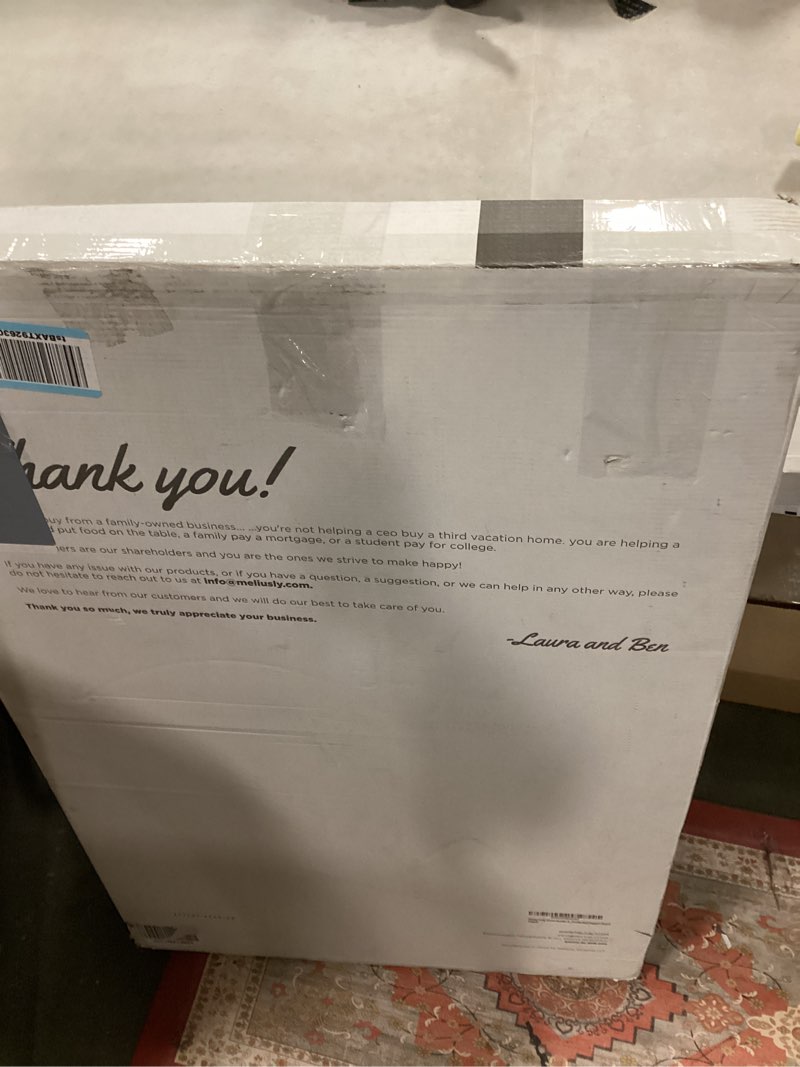 hank you!
uy from a family-owned business... ...you're not helping a ceo buy a third vacation home. you are helping a
put food on the table, a family pay a mortgage, or a student pay for college.
ers are our shareholders and you are the ones we strive to make happy!
If you have any issue with our products, or if you have a question, a suggestion, or we can help in any other way, please
do not hesitate to reach out to us at info@meliusly.com.
We love to hear from our customers and we will do our best to take care of you.
Thank you so much, we truly appreciate your business.
-Laura and Ben